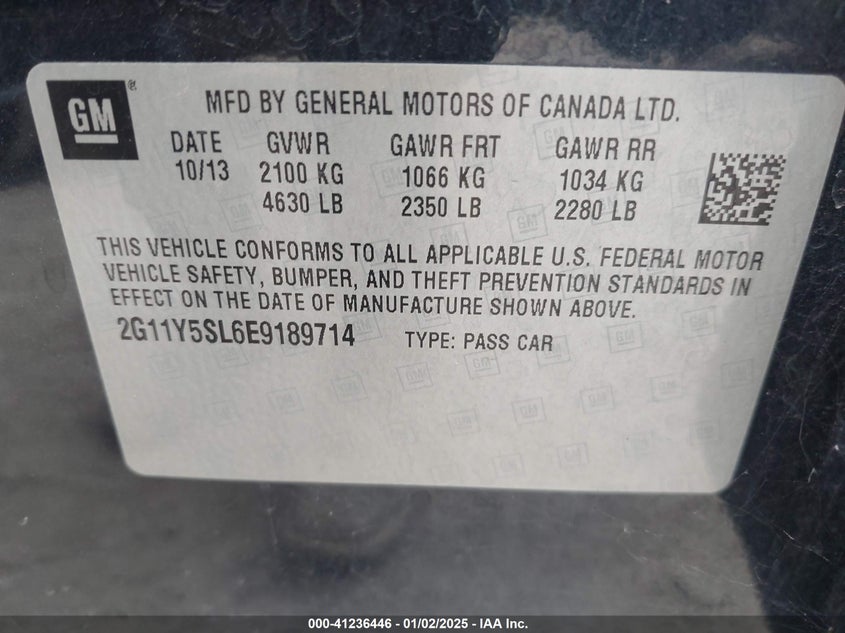 GM
®
MFD BY GENERAL MOTORS OF CANADA LTD.
DATE GVWR GAWR FRT GAWR RR
10/13 2100 KG 1066 KG 1034 KG
4630 LB 2350 LB 2280 LB
THIS VEHICLE CONFORMS TO ALL APPLICABLE U.S. FEDERAL MOTOR
VEHICLE SAFETY, BUMPER, AND THEFT PREVENTION STANDARDS IN
EFFECT ON THE DATE OF MANUFACTURE SHOWN ABOVE.
2G11Y5SL6E9189714 TYPE: PASS CAR
000-41236446 - 01/02/2025 - IAA Inc.